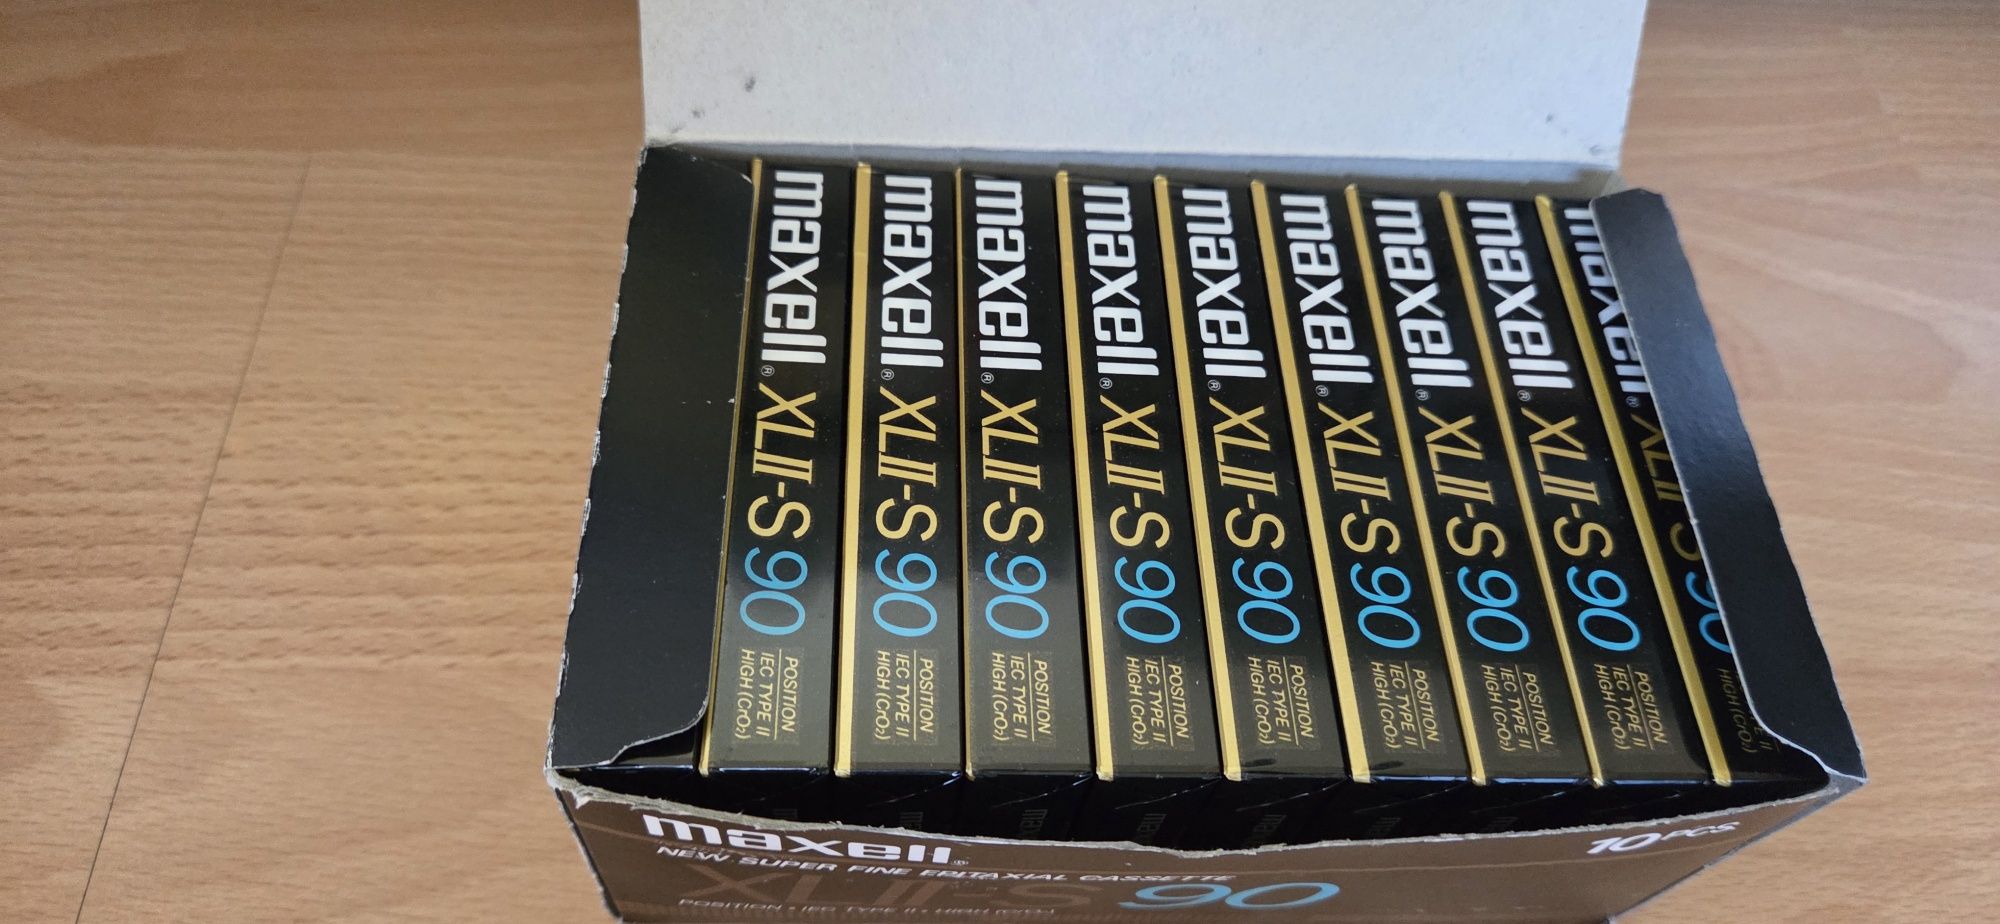 maxell® XLII-S 90 POSITION
IEC TYPE II
HIGH (CrO₂)
maxell® XLII-S 90 POSITION
IEC TYPE II
HIGH (CrO₂)
maxell® XLII-S 90 POSITION
IEC TYPE II
HIGH (CrO₂)
maxell® XLII-S 90 POSITION
IEC TYPE II
HIGH (CrO₂)
maxell® XLII-S 90 POSITION
IEC TYPE II
HIGH (CrO₂)
maxell® XLII-S 90 POSITION
IEC TYPE II
HIGH (CrO₂)
maxell® XLII-S 90 POSITION
IEC TYPE II
HIGH (CrO₂)
maxell® XLII-S 90 POSITION
IEC TYPE II
HIGH (CrO₂)
maxell® XLII-S 90
HIGH (CrO₂)
maxell® 10 PCS
NEW SUPER FINE EPITAXIAL CASSETTE
XLII-S 90
POSITION • IEC TYPE II • HIGH (CrO₂)